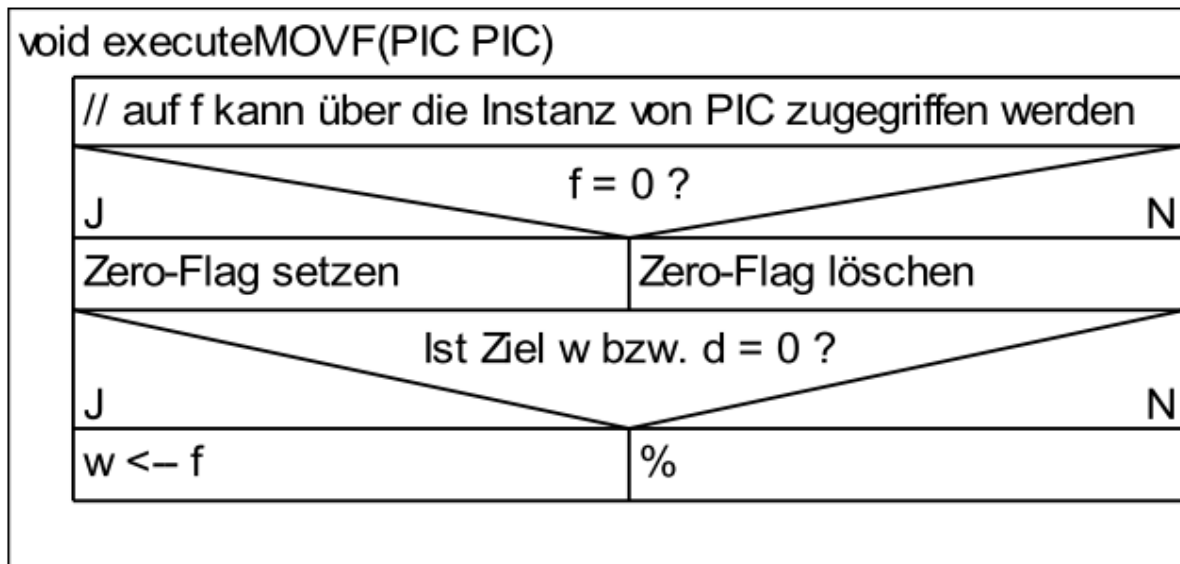 void executeMOVF(PIC PIC)
// auf f kann über die Instanz von PIC zugegriffen werden
f = 0 ?
J
N
Zero-Flag setzen
Zero-Flag löschen
Ist Ziel w bzw. d = 0 ?
J
N
w <-- f
%